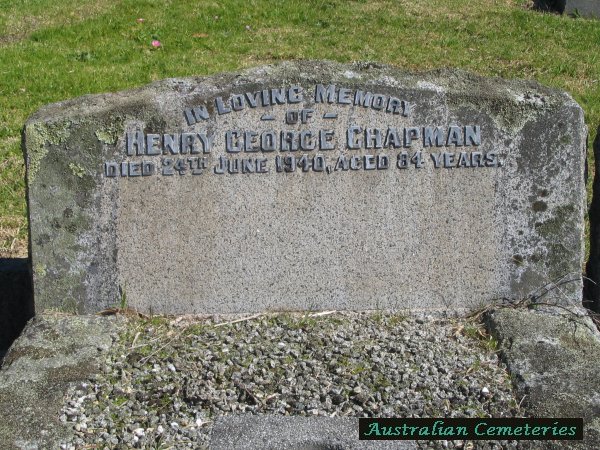 IN LOVING MEMORY
- OF -
HENRY GEORGE CHAPMAN
DIED 24TH JUNE 1940, AGED 84 YEARS.
Australian Cemeteries